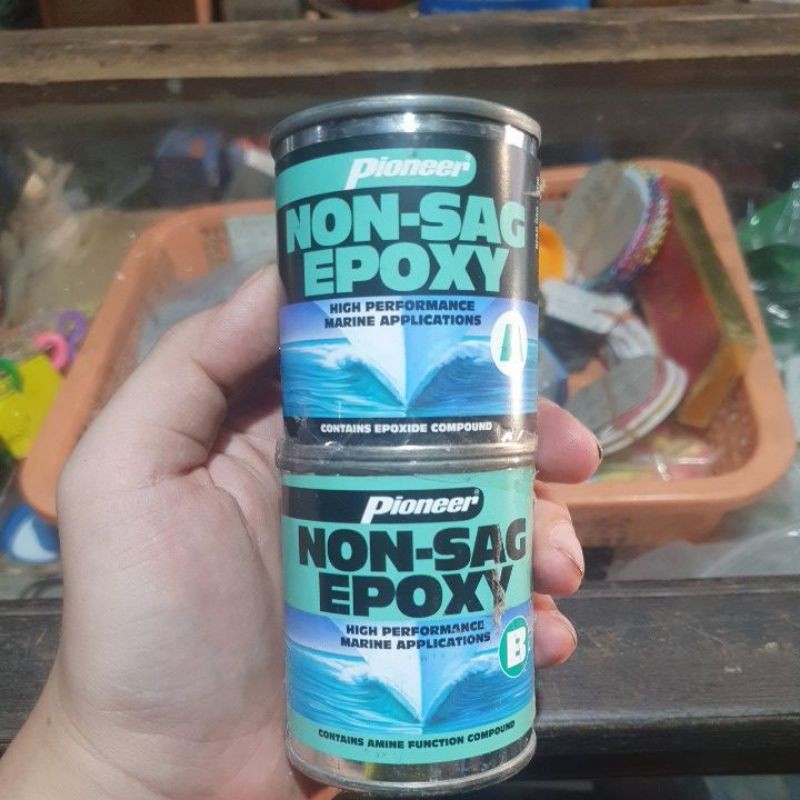 Pioneer®
NON-SAG
EPOXY
HIGH PERFORMANCE
MARINE APPLICATIONS
A
CONTAINS EPOXIDE COMPOUND
Pioneer®
NON-SAG
EPOXY
HIGH PERFORMANCE
MARINE APPLICATIONS
B
CONTAINS AMINE FUNCTION COMPOUND